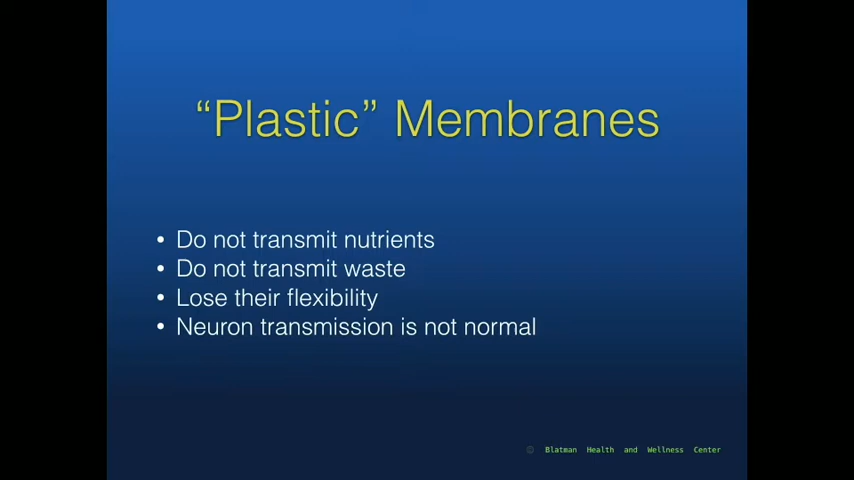 “Plastic” Membranes
• Do not transmit nutrients
• Do not transmit waste
• Lose their flexibility
• Neuron transmission is not normal
Blatman Health and Wellness Center